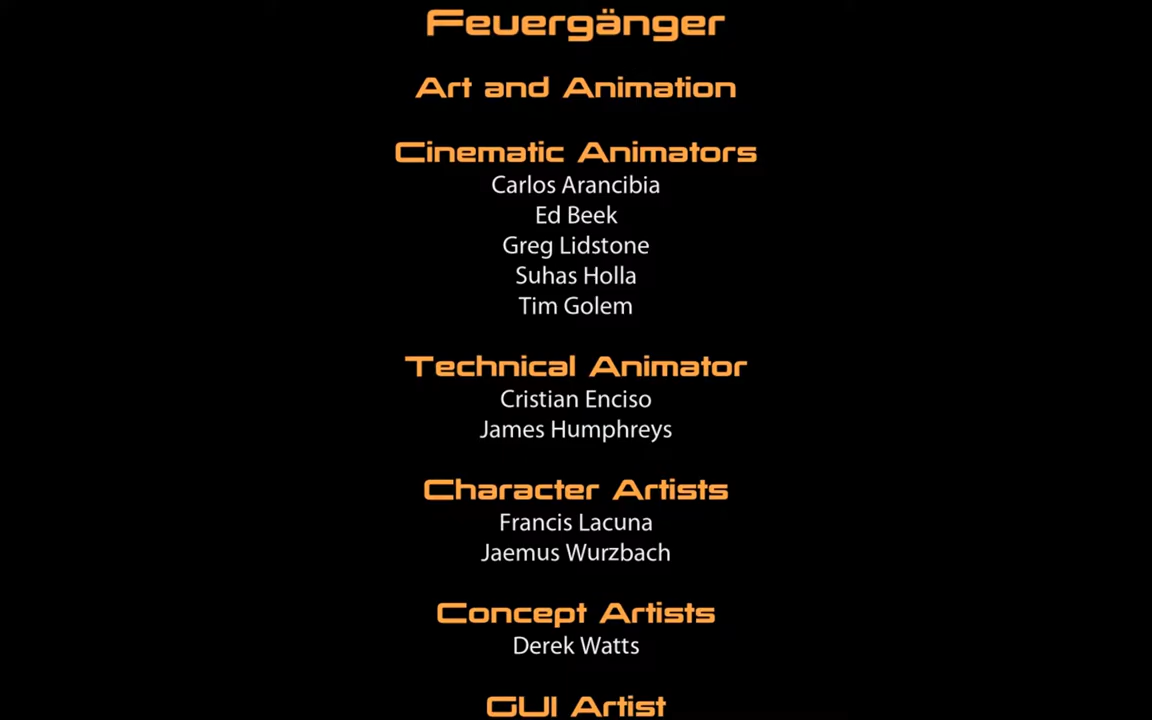 Feuergänger
Art and Animation
Cinematic Animators
Carlos Arancibia
Ed Beek
Greg Lidstone
Suhas Holla
Tim Golem
Technical Animator
Cristian Enciso
James Humphreys
Character Artists
Francis Lacuna
Jaemus Wurzbach
Concept Artists
Derek Watts
GUI Artist